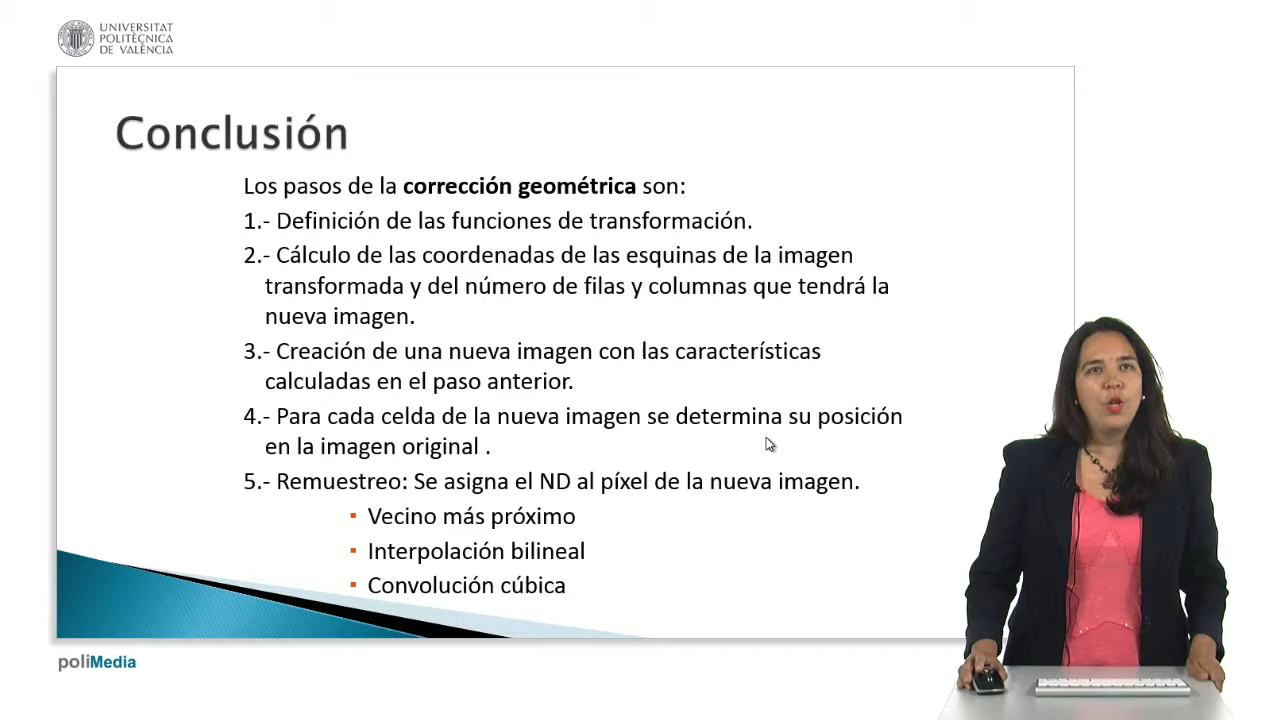 UNIVERSITAT
POLITÈCNICA
DE VALÈNCIA
Conclusión
Los pasos de la corrección geométrica son:
1.- Definición de las funciones de transformación.
2.- Cálculo de las coordenadas de las esquinas de la imagen
transformada y del número de filas y columnas que tendrá la
nueva imagen.
3.- Creación de una nueva imagen con las características
calculadas en el paso anterior.
4.- Para cada celda de la nueva imagen se determina su posición
en la imagen original .
5.- Remuestreo: Se asigna el ND al píxel de la nueva imagen.
▪ Vecino más próximo
▪ Interpolación bilineal
▪ Convolución cúbica
poliMedia